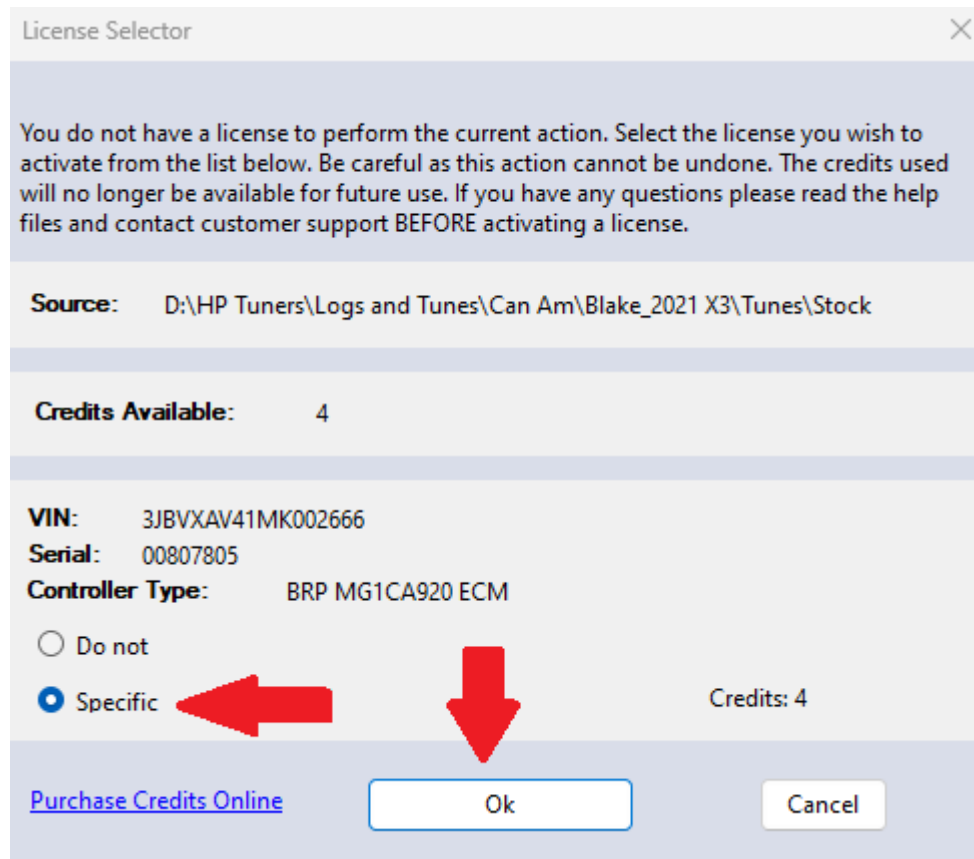 License Selector
You do not have a license to perform the current action. Select the license you wish to
activate from the list below. Be careful as this action cannot be undone. The credits used
will no longer be available for future use. If you have any questions please read the help
files and contact customer support BEFORE activating a license.
Source: D:\HP Tuners\Logs and Tunes\Can Am\Blake_2021 X3\Tunes\Stock
Credits Available: 4
VIN: 3JBVXAV41MK002666
Serial: 00807805
Controller Type: BRP MG1CA920 ECM
Do not
Specific Credits: 4
Purchase Credits Online Ok Cancel